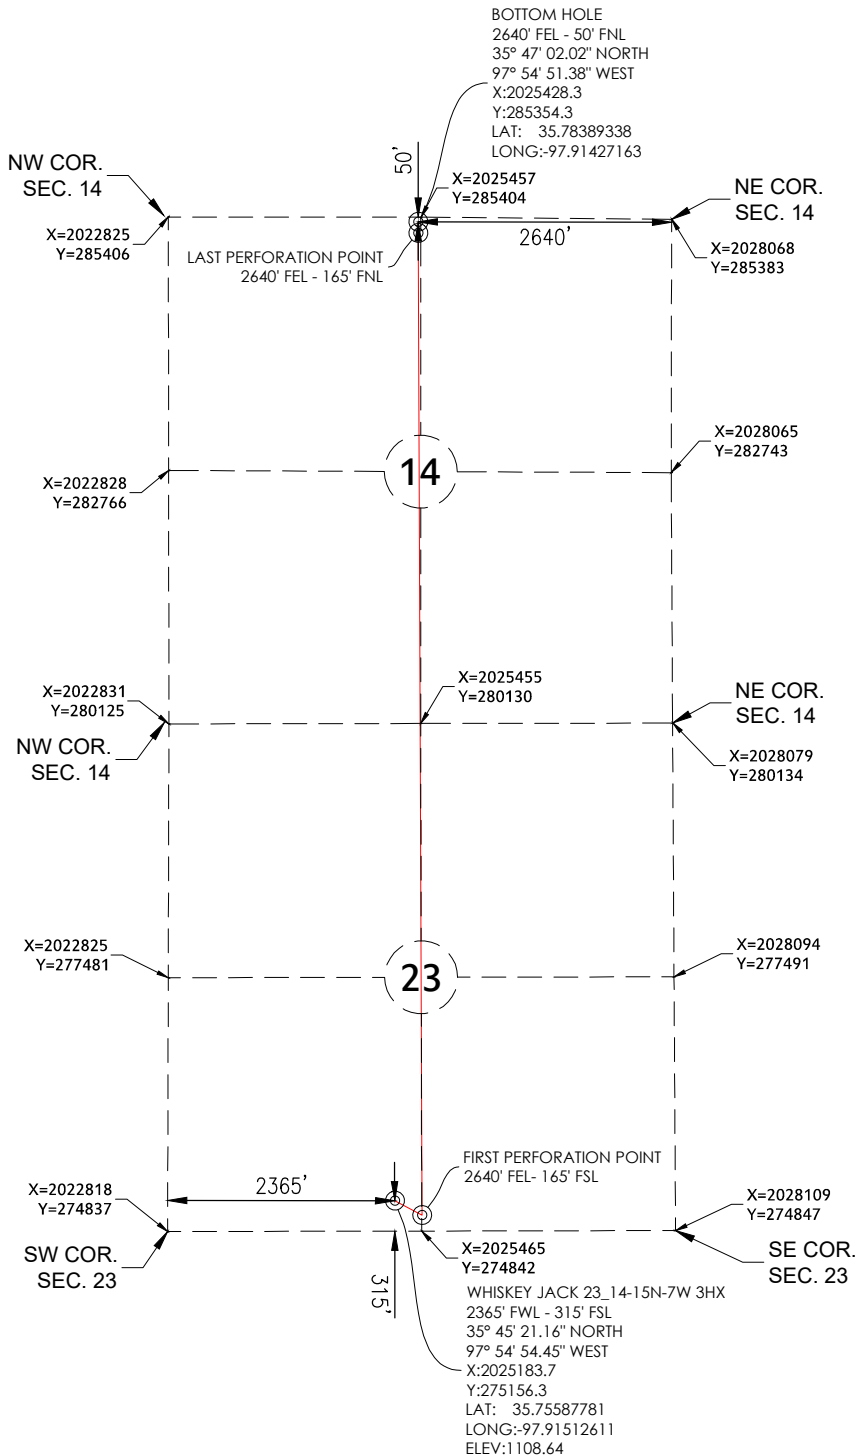 BOTTOM HOLE
2640' FEL - 50' FNL
35° 47' 02.02" NORTH
97° 54' 51.38" WEST
X:2025428.3
Y:285354.3
LAT: 35.78389338
LONG:-97.91427163
50'
NW COR.
SEC. 14
X=2025457
Y=285404
NE COR.
SEC. 14
X=2022825
Y=285406
2640'
X=2028068
Y=285383
LAST PERFORATION POINT
2640' FEL - 165' FNL
X=2028065
Y=282743
14
X=2022828
Y=282766
X=2022831
Y=280125
X=2025455
Y=280130
NE COR.
SEC. 14
NW COR.
SEC. 14
X=2028079
Y=280134
X=2022825
Y=277481
23
X=2028094
Y=277491
FIRST PERFORATION POINT
2640' FEL- 165' FSL
2365'
X=2022818
Y=274837
X=2028109
Y=274847
SW COR.
SEC. 23
X=2025465
Y=274842
SE COR.
SEC. 23
315'
WHISKEY JACK 23_14-15N-7W 3HX
2365' FWL - 315' FSL
35° 45' 21.16" NORTH
97° 54' 54.45" WEST
X:2025183.7
Y:275156.3
LAT: 35.75587781
LONG:-97.91512611
ELEV:1108.64